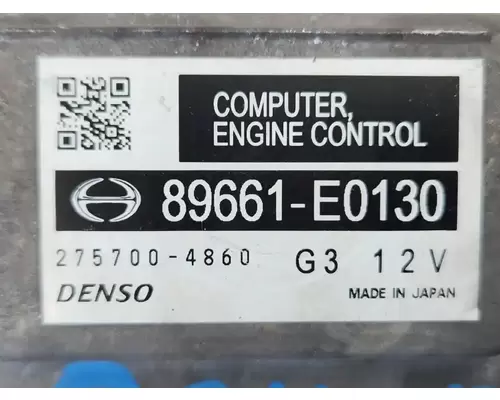 COMPUTER,
ENGINE CONTROL
89661-E0130
275700-4860 G3 12V
DENSO MADE IN JAPAN